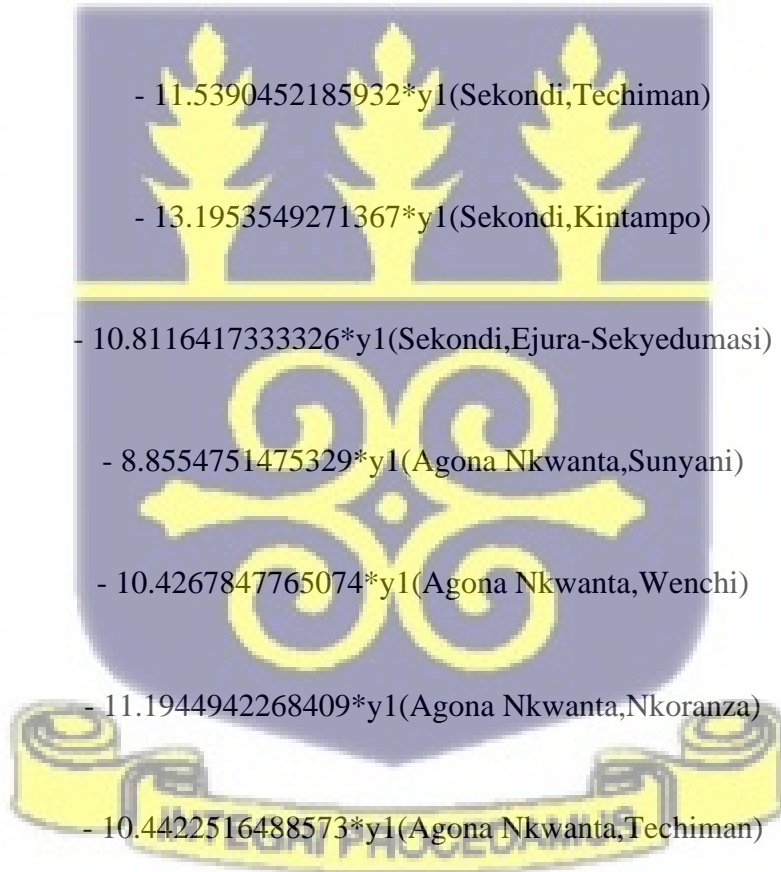 - 11.5390452185932*y1(Sekondi,Techiman)
- 13.1953549271367*y1(Sekondi,Kintampo)
- 10.8116417333326*y1(Sekondi,Ejura-Sekyedumasi)
- 8.8554751475329*y1(Agona Nkwanta,Sunyani)
- 10.4267847765074*y1(Agona Nkwanta,Wenchi)
- 11.1944942268409*y1(Agona Nkwanta,Nkoranza)
- 10.4422516488573*y1(Agona Nkwanta,Techiman)
INTEGRI PROCEDAMUS